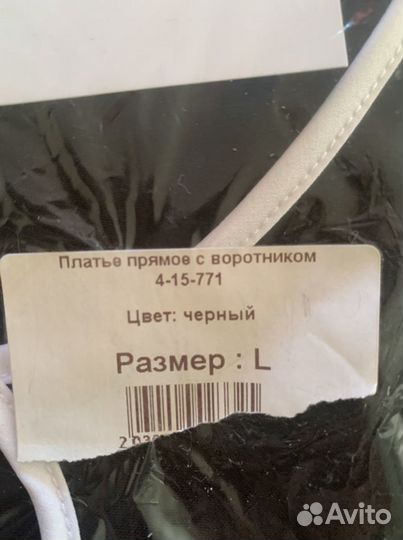 Платье прямое с воротником
4-15-771
Цвет: черный
Размер : L
Avito